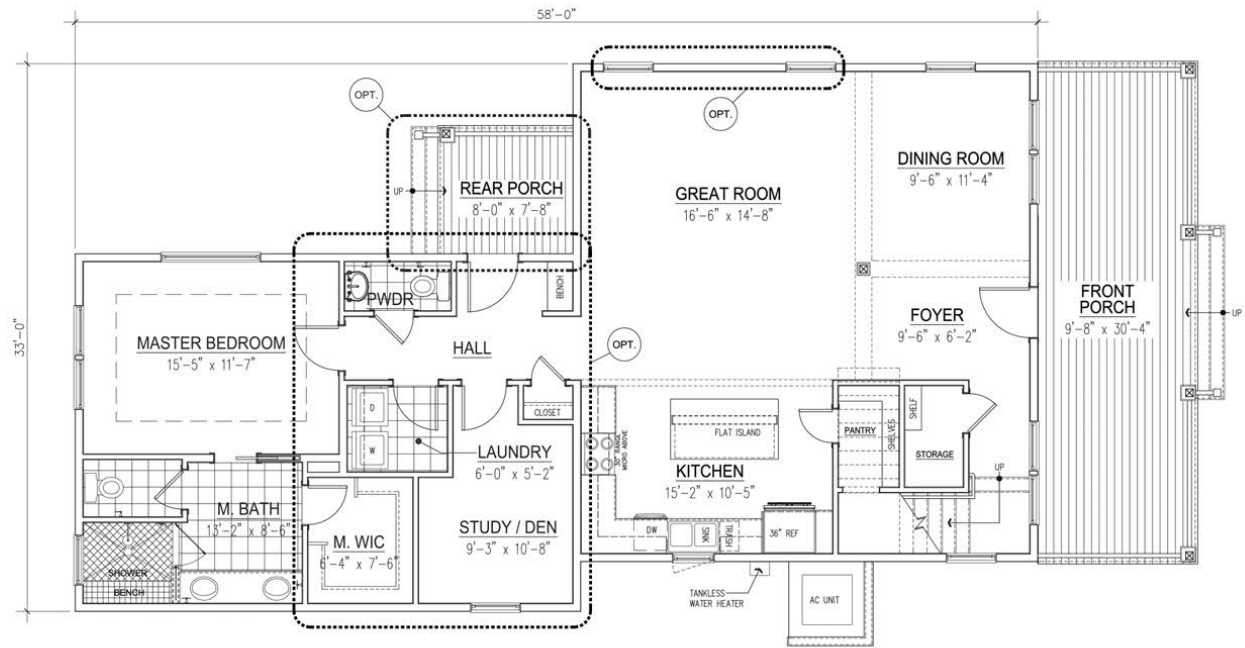 58'-0"
33'-0"
OPT.
OPT.
DINING ROOM
9'-6" x 11'-4"
UP
REAR PORCH
8'-0" x 7'-8"
GREAT ROOM
16'-6" x 14'-8"
PWDR
BENCH
FRONT
PORCH
9'-8" x 30'-4"
UP
FOYER
9'-6" x 6'-2"
MASTER BEDROOM
15'-5" x 11'-7"
HALL
OPT.
D
W
CLOSET
FLAT ISLAND
PANTRY
SHELVES
SHELF
STORAGE
LAUNDRY
6'-0" x 5'-2"
30" RANGE
MICRO ABOVE
KITCHEN
15'-2" x 10'-5"
UP
M. BATH
13'-2" x 8'-6"
STUDY / DEN
9'-3" x 10'-8"
M. WIC
6'-4" x 7'-6"
DW
SINK
TRASH
36" REF
SHOWER
BENCH
TANKLESS
WATER HEATER
AC UNIT